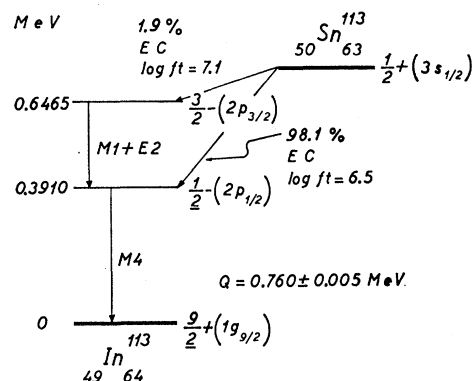 MeV
1.9 %
EC
log ft = 7.1
Sn 113
50 63
1/2 + (3s1/2)
0.6465
3/2 - (2p3/2)
M1 + E2
98.1 %
EC
log ft = 6.5
0.3910
1/2 - (2p1/2)
M4
Q = 0.760 ± 0.005 MeV.
0
9/2 + (1g9/2)
In 113
49 64